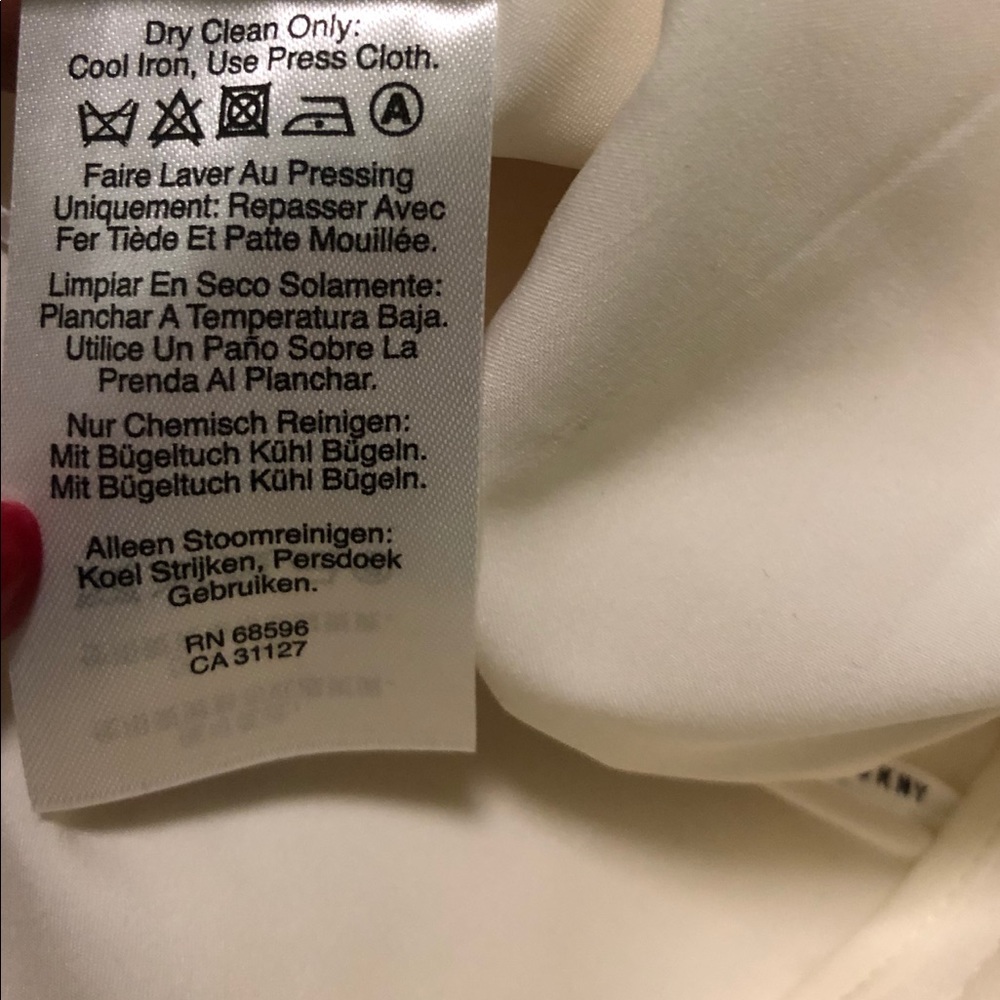 Dry Clean Only:
Cool Iron, Use Press Cloth.
A
Faire Laver Au Pressing
Uniquement: Repasser Avec
Fer Tiède Et Patte Mouillée.
Limpiar En Seco Solamente:
Planchar A Temperatura Baja.
Utilice Un Paño Sobre La
Prenda Al Planchar.
Nur Chemisch Reinigen:
Mit Bügeltuch Kühl Bügeln.
Mit Bügeltuch Kühl Bügeln.
Alleen Stoomreinigen:
Koel Strijken, Persdoek
Gebruiken.
RN 68596
CA 31127
DKNY